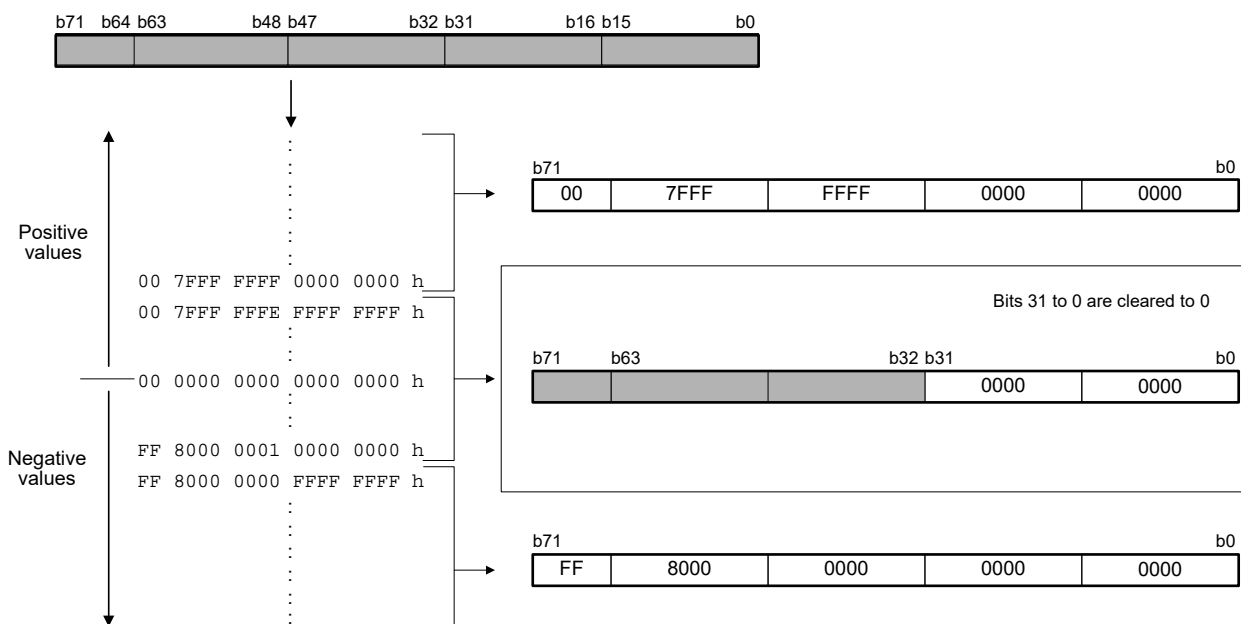 b71 b64 b63 b48 b47 b32 b31 b16 b15 b0
b71 b0
00 7FFF FFFF 0000 0000
Positive
values
00 7FFF FFFF 0000 0000 h
00 7FFF FFFE FFFF FFFF h
Bits 31 to 0 are cleared to 0
b71 b63 b32 b31 b0
00 0000 0000 0000 0000 h
0000 0000
FF 8000 0001 0000 0000 h
Negative
values
FF 8000 0000 FFFF FFFF h
b71 b0
FF 8000 0000 0000 0000